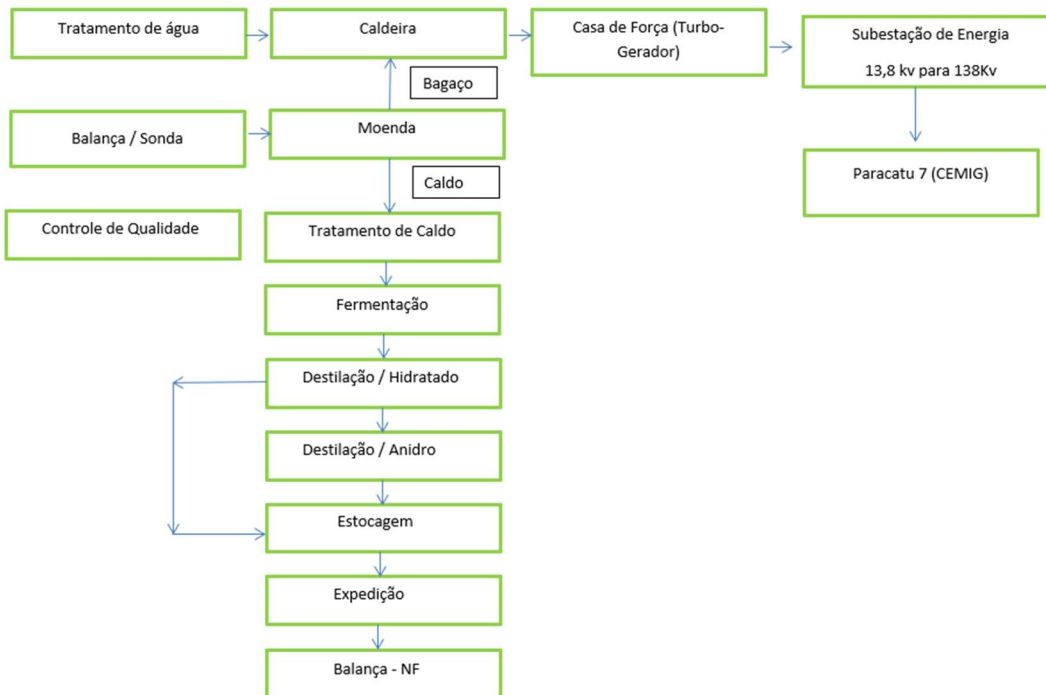 Tratamento de água
Caldeira
Casa de Força (Turbo-
Gerador)
Subestação de Energia
13,8 kv para 138Kv
Bagaço
Balança / Sonda
Moenda
Paracatu 7 (CEMIG)
Caldo
Controle de Qualidade
Tratamento de Caldo
Fermentação
Destilação / Hidratado
Destilação / Anidro
Estocagem
Expedição
Balança - NF